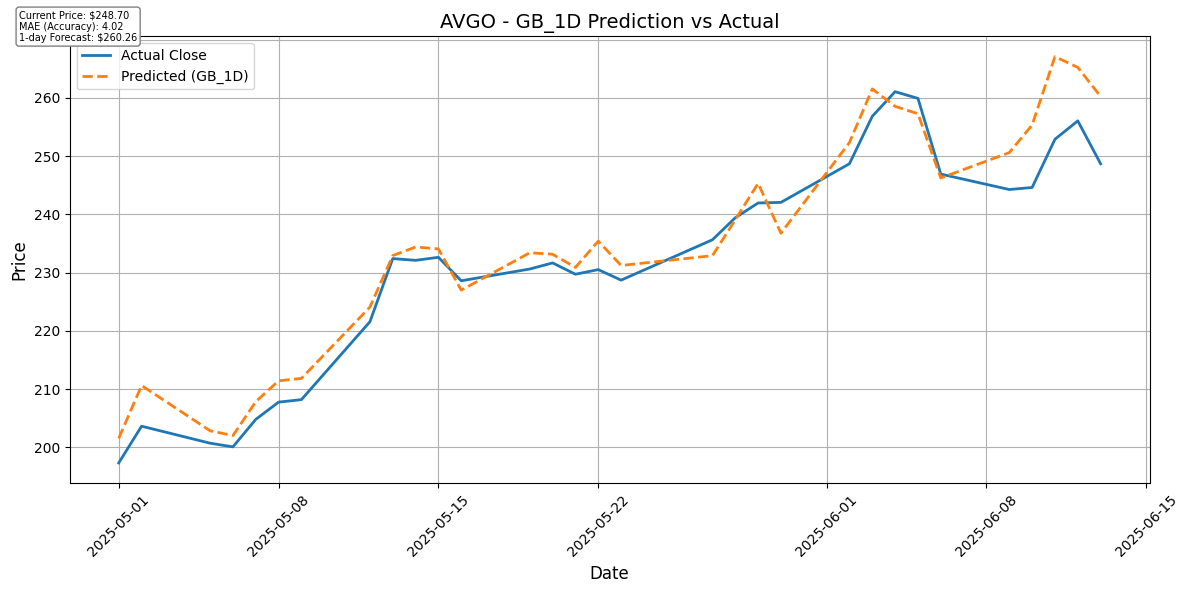 AVGO - GB_1D Prediction vs Actual
Current Price: $248.70
MAE (Accuracy): 4.02
1-day Forecast: $260.26
Actual Close
Predicted (GB_1D)
Price
260
250
240
230
220
210
200
2025-05-01
2025-05-08
2025-05-15
2025-05-22
2025-06-01
2025-06-08
2025-06-15
Date